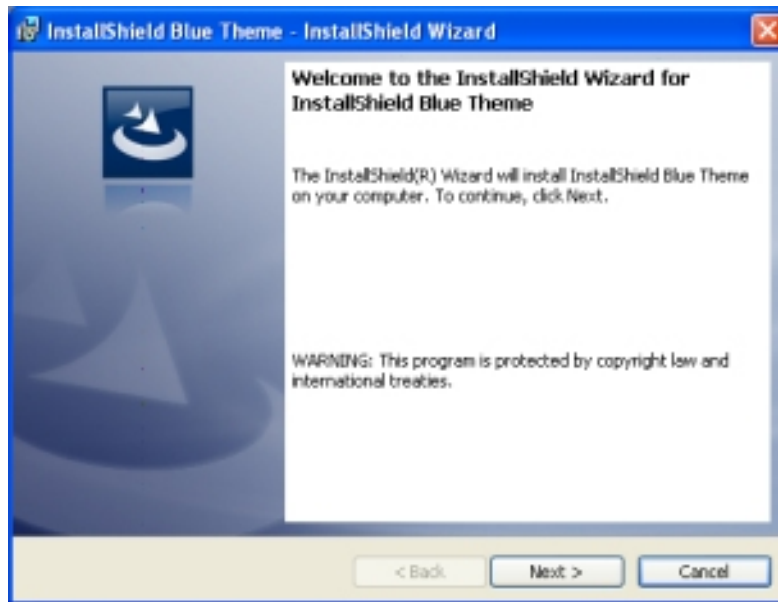 InstallShield Blue Theme - InstallShield Wizard
Welcome to the InstallShield Wizard for
InstallShield Blue Theme
The InstallShield(R) Wizard will install InstallShield Blue Theme
on your computer. To continue, click Next.
WARNING: This program is protected by copyright law and
international treaties.
< Back
Next >
Cancel